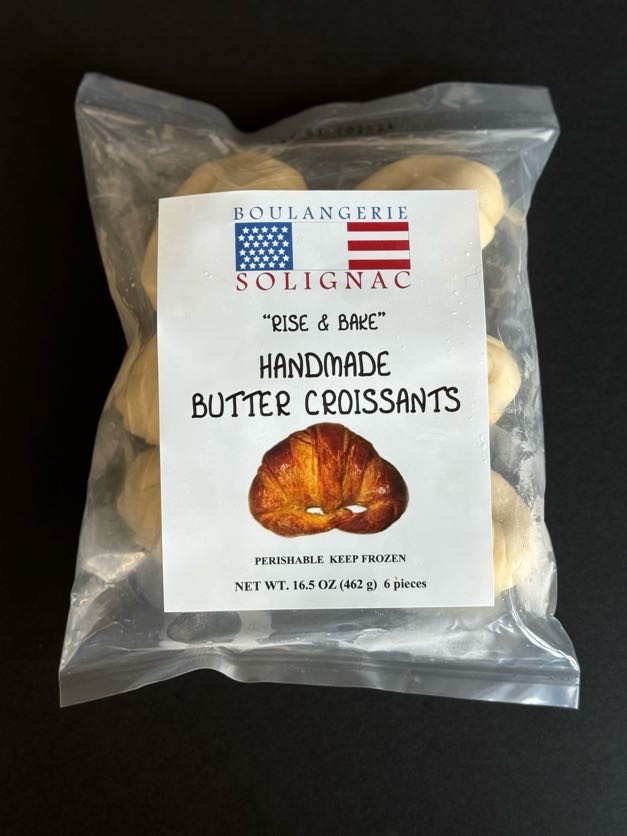 BOULANGERIE
SOLIGNAC
“RISE & BAKE”
HANDMADE
BUTTER CROISSANTS
PERISHABLE KEEP FROZEN
NET WT. 16.5 OZ (462 g) 6 pieces